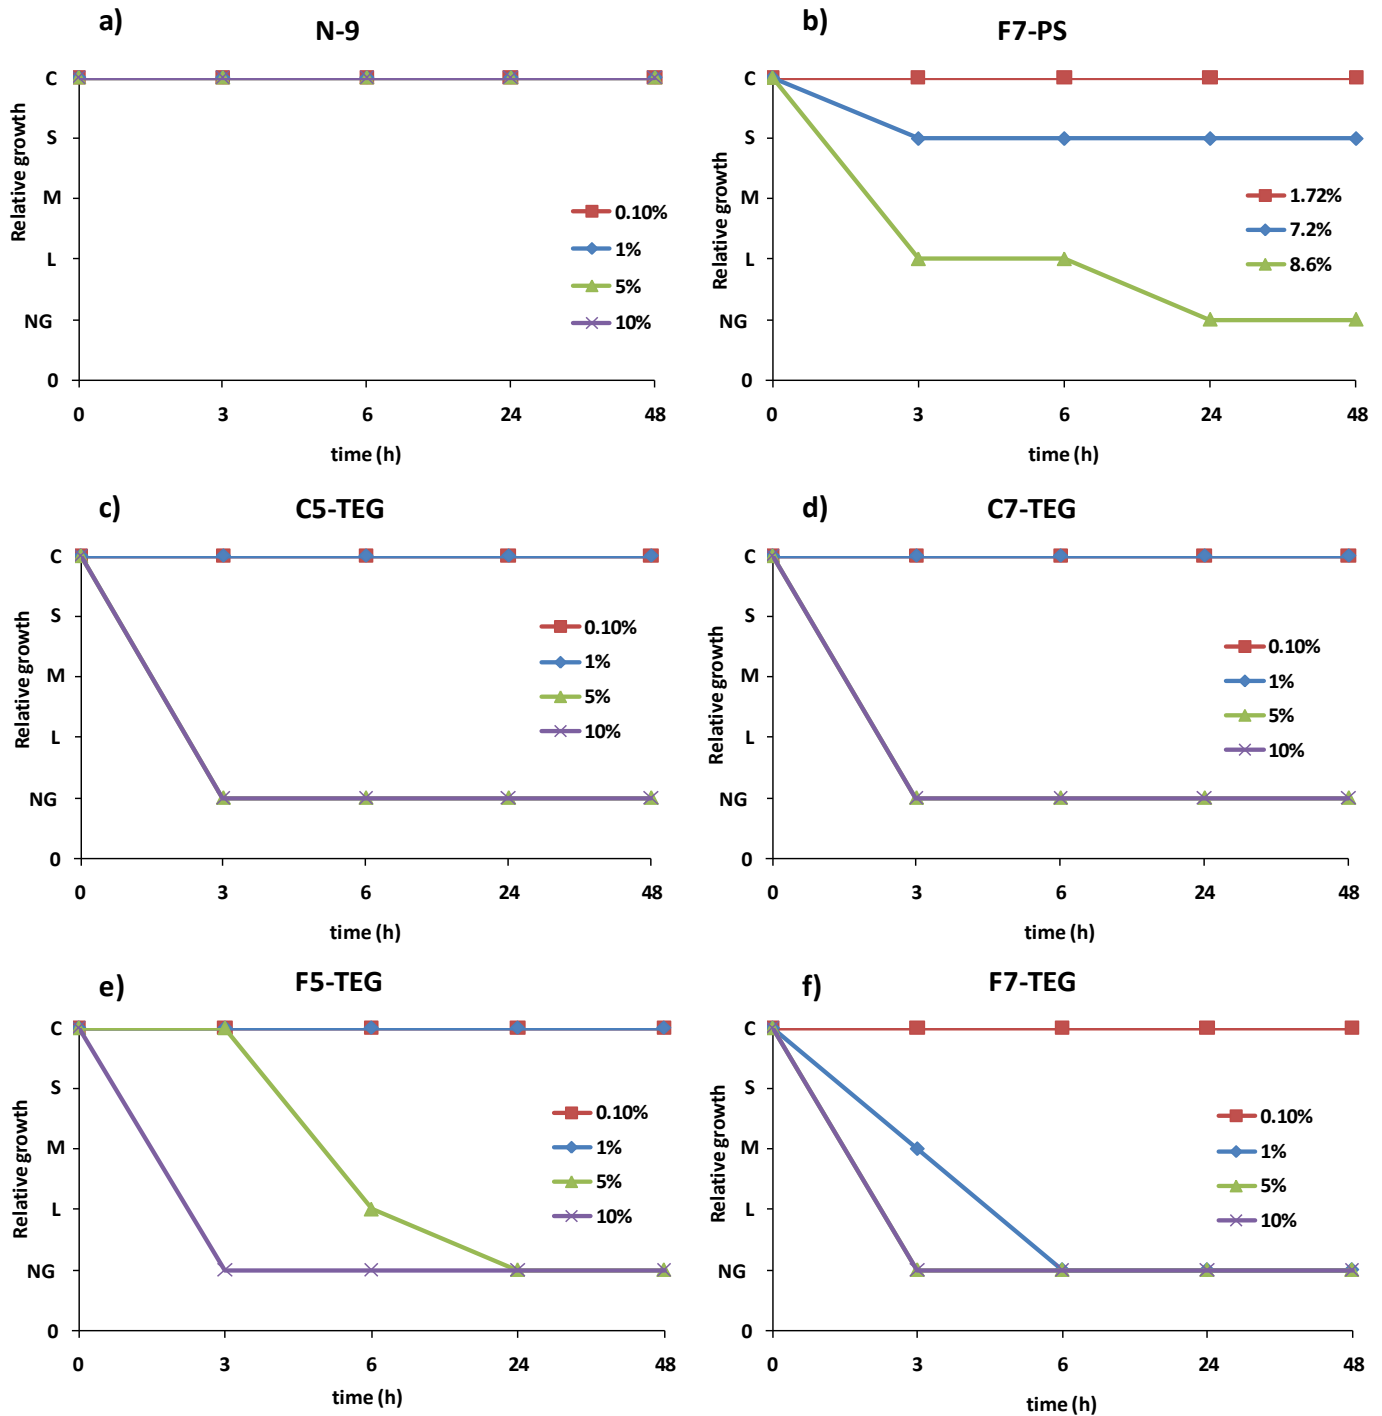 a)
N-9
Relative growth
C
S
M
L
NG
0
0 3 6 24 48
time (h)
0.10%
1%
5%
10%
b)
F7-PS
Relative growth
C
S
M
L
NG
0
0 3 6 24 48
time (h)
1.72%
7.2%
8.6%
c)
C5-TEG
Relative growth
C
S
M
L
NG
0
0 3 6 24 48
time (h)
0.10%
1%
5%
10%
d)
C7-TEG
Relative growth
C
S
M
L
NG
0
0 3 6 24 48
time (h)
0.10%
1%
5%
10%
e)
F5-TEG
Relative growth
C
S
M
L
NG
0
0 3 6 24 48
time (h)
0.10%
1%
5%
10%
f)
F7-TEG
Relative growth
C
S
M
L
NG
0
0 3 6 24 48
time (h)
0.10%
1%
5%
10%